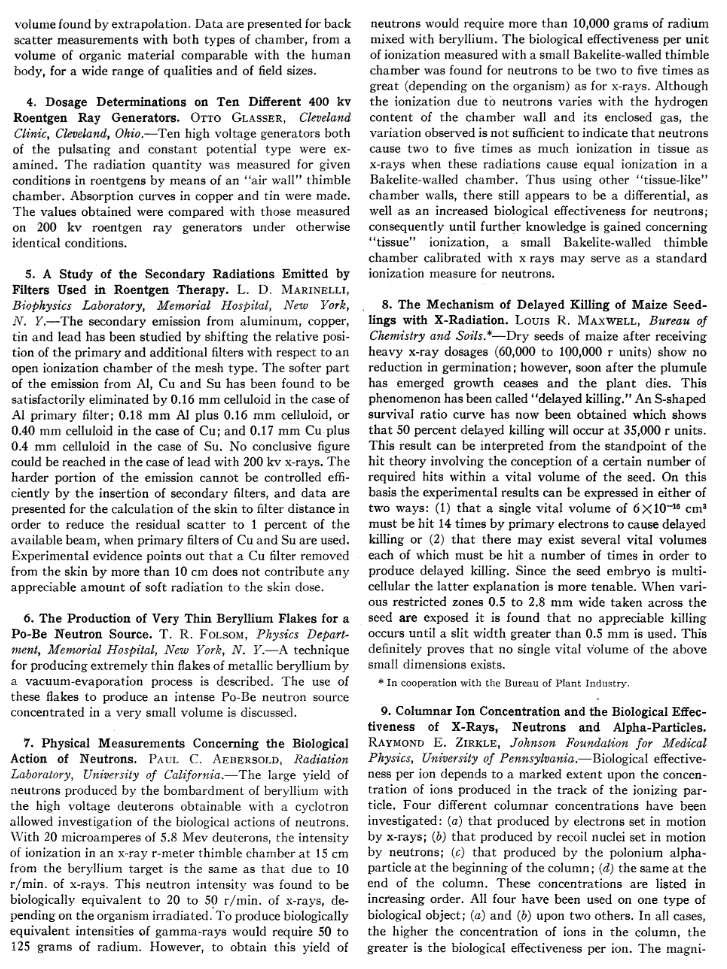 volume found by extrapolation. Data are presented for back
scatter measurements with both types of chamber, from a
volume of organic material comparable with the human
body, for a wide range of qualities and of field sizes.
4. Dosage Determinations on Ten Different 400 kv
Roentgen Ray Generators. OTTO GLASSER, Cleveland
Clinic, Cleveland, Ohio.—Ten high voltage generators both
of the pulsating and constant potential type were ex-
amined. The radiation quantity was measured for given
conditions in roentgens by means of an "air wall" thimble
chamber. Absorption curves in copper and tin were made.
The values obtained were compared with those measured
on 200 kv roentgen ray generators under otherwise
identical conditions.
5. A Study of the Secondary Radiations Emitted by
Filters Used in Roentgen Therapy. L. D. MARINELLI,
Biophysics Laboratory, Memorial Hospital, New York,
N. Y.—The secondary emission from aluminum, copper,
tin and lead has been studied by shifting the relative posi-
tion of the primary and additional filters with respect to an
open ionization chamber of the mesh type. The softer part
of the emission from Al, Cu and Su has been found to be
satisfactorily eliminated by 0.16 mm celluloid in the case of
Al primary filter; 0.18 mm Al plus 0.16 mm celluloid, or
0.40 mm celluloid in the case of Cu; and 0.17 mm Cu plus
0.4 mm celluloid in the case of Su. No conclusive figure
could be reached in the case of lead with 200 kv x-rays. The
harder portion of the emission cannot be controlled effi-
ciently by the insertion of secondary filters, and data are
presented for the calculation of the skin to filter distance in
order to reduce the residual scatter to 1 percent of the
available beam, when primary filters of Cu and Su are used.
Experimental evidence points out that a Cu filter removed
from the skin by more than 10 cm does not contribute any
appreciable amount of soft radiation to the skin dose.
6. The Production of Very Thin Beryllium Flakes for a
Po-Be Neutron Source. T. R. FOLSOM, Physics Depart-
ment, Memorial Hospital, New York, N. Y.—A technique
for producing extremely thin flakes of metallic beryllium by
a vacuum-evaporation process is described. The use of
these flakes to produce an intense Po-Be neutron source
concentrated in a very small volume is discussed.
7. Physical Measurements Concerning the Biological
Action of Neutrons. PAUL C. AEBERSOLD, Radiation
Laboratory, University of California.—The large yield of
neutrons produced by the bombardment of beryllium with
the high voltage deuterons obtainable with a cyclotron
allowed investigation of the biological actions of neutrons.
With 20 microamperes of 5.8 Mev deuterons, the intensity
of ionization in an x-ray r-meter thimble chamber at 15 cm
from the beryllium target is the same as that due to 10
r/min. of x-rays. This neutron intensity was found to be
biologically equivalent to 20 to 50 r/min. of x-rays, de-
pending on the organism irradiated. To produce biologically
equivalent intensities of gamma-rays would require 50 to
125 grams of radium. However, to obtain this yield of
neutrons would require more than 10,000 grams of radium
mixed with beryllium. The biological effectiveness per unit
of ionization measured with a small Bakelite-walled thimble
chamber was found for neutrons to be two to five times as
great (depending on the organism) as for x-rays. Although
the ionization due to neutrons varies with the hydrogen
content of the chamber wall and its enclosed gas, the
variation observed is not sufficient to indicate that neutrons
cause two to five times as much ionization in tissue as
x-rays when these radiations cause equal ionization in a
Bakelite-walled chamber. Thus using other "tissue-like"
chamber walls, there still appears to be a differential, as
well as an increased biological effectiveness for neutrons;
consequently until further knowledge is gained concerning
"tissue" ionization, a small Bakelite-walled thimble
chamber calibrated with x rays may serve as a standard
ionization measure for neutrons.
8. The Mechanism of Delayed Killing of Maize Seed-
lings with X-Radiation. LOUIS R. MAXWELL, Bureau of
Chemistry and Soils.*—Dry seeds of maize after receiving
heavy x-ray dosages (60,000 to 100,000 r units) show no
reduction in germination; however, soon after the plumule
has emerged growth ceases and the plant dies. This
phenomenon has been called "delayed killing." An S-shaped
survival ratio curve has now been obtained which shows
that 50 percent delayed killing will occur at 35,000 r units.
This result can be interpreted from the standpoint of the
hit theory involving the conception of a certain number of
required hits within a vital volume of the seed. On this
basis the experimental results can be expressed in either of
two ways: (1) that a single vital volume of 6×10⁻¹⁶ cm³
must be hit 14 times by primary electrons to cause delayed
killing or (2) that there may exist several vital volumes
each of which must be hit a number of times in order to
produce delayed killing. Since the seed embryo is multi-
cellular the latter explanation is more tenable. When vari-
ous restricted zones 0.5 to 2.8 mm wide taken across the
seed are exposed it is found that no appreciable killing
occurs until a slit width greater than 0.5 mm is used. This
definitely proves that no single vital volume of the above
small dimensions exists.
* In cooperation with the Bureau of Plant Industry.
9. Columnar Ion Concentration and the Biological Effec-
tiveness of X-Rays, Neutrons and Alpha-Particles.
RAYMOND E. ZIRKLE, Johnson Foundation for Medical
Physics, University of Pennsylvania.—Biological effective-
ness per ion depends to a marked extent upon the concen-
tration of ions produced in the track of the ionizing par-
ticle. Four different columnar concentrations have been
investigated: (a) that produced by electrons set in motion
by x-rays; (b) that produced by recoil nuclei set in motion
by neutrons; (c) that produced by the polonium alpha-
particle at the beginning of the column; (d) the same at the
end of the column. These concentrations are listed in
increasing order. All four have been used on one type of
biological object; (a) and (b) upon two others. In all cases,
the higher the concentration of ions in the column, the
greater is the biological effectiveness per ion. The magni-